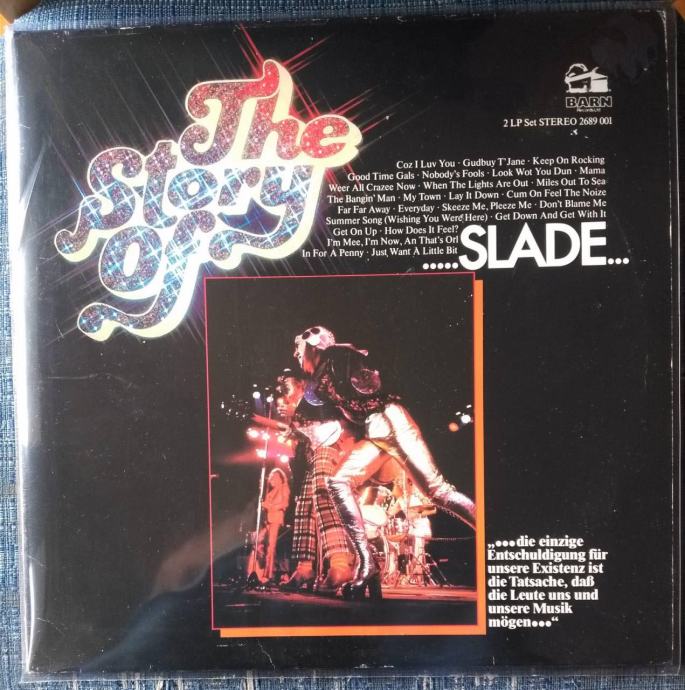 The
Story
of
BARN
Records Ltd
2 LP Set STEREO 2689 001
Coz I Luv You · Gudbuy T'Jane · Keep On Rocking
Good Time Gals · Nobody's Fools · Look Wot You Dun · Mama
Weer All Crazee Now · When The Lights Are Out · Miles Out To Sea
The Bangin' Man · My Town · Lay It Down · Cum On Feel The Noize
Far Far Away · Everyday · Skeeze Me, Pleeze Me · Don't Blame Me
Summer Song (Wishing You Were Here) · Get Down And Get With It
Get On Up · How Does It Feel?
I'm Mee, I'm Now, An That's Orl
In For A Penny · Just Want A Little Bit
.....SLADE...
„...die einzige
Entschuldigung für
unsere Existenz ist
die Tatsache, daß
die Leute uns und
unsere Musik
mögen...“